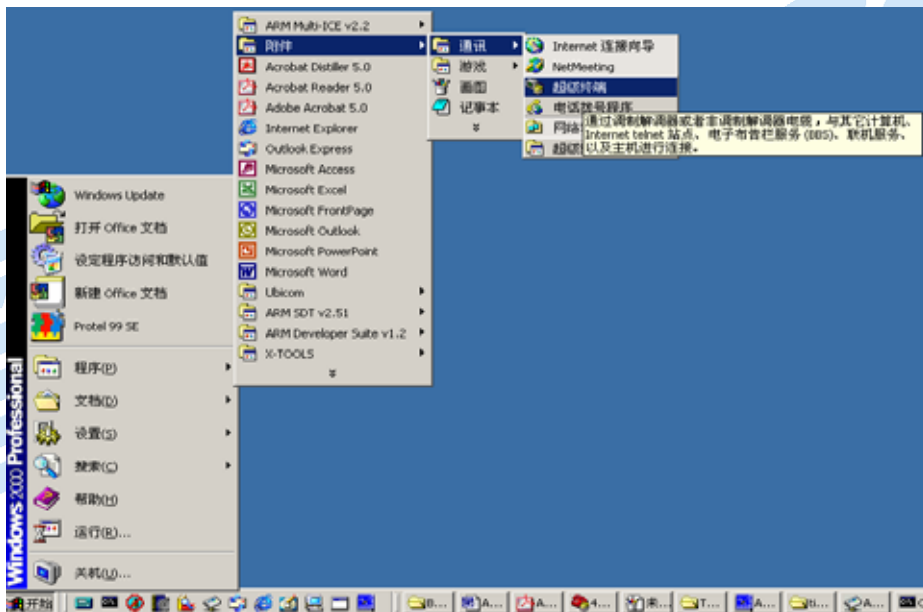 ARM Multi-ICE v2.2
附件
Acrobat Distiller 5.0
Acrobat Reader 5.0
Adobe Acrobat 5.0
Internet Explorer
Outlook Express
Microsoft Access
Microsoft Excel
Microsoft FrontPage
Microsoft Outlook
Microsoft PowerPoint
Microsoft Word
Ubicom
ARM SDT v2.51
ARM Developer Suite v1.2
X-TOOLS
通讯
游戏
画图
记事本
Internet 连接向导
NetMeeting
超级终端
电话拨号程序
网络
超级
通过调制解调器或者非调制解调器电缆，与其它计算机、
Internet telnet 站点、电子布告栏服务 (BBS)、联机服务、
以及主机进行连接。
Windows Update
打开 Office 文档
设定程序访问和默认值
新建 Office 文档
Protel 99 SE
程序(P)
文档(D)
设置(S)
搜索(C)
帮助(H)
运行(R)...
关机(U)...
Windows 2000 Professional
开始
B...
A...
A...
4...
T...
A...
A...